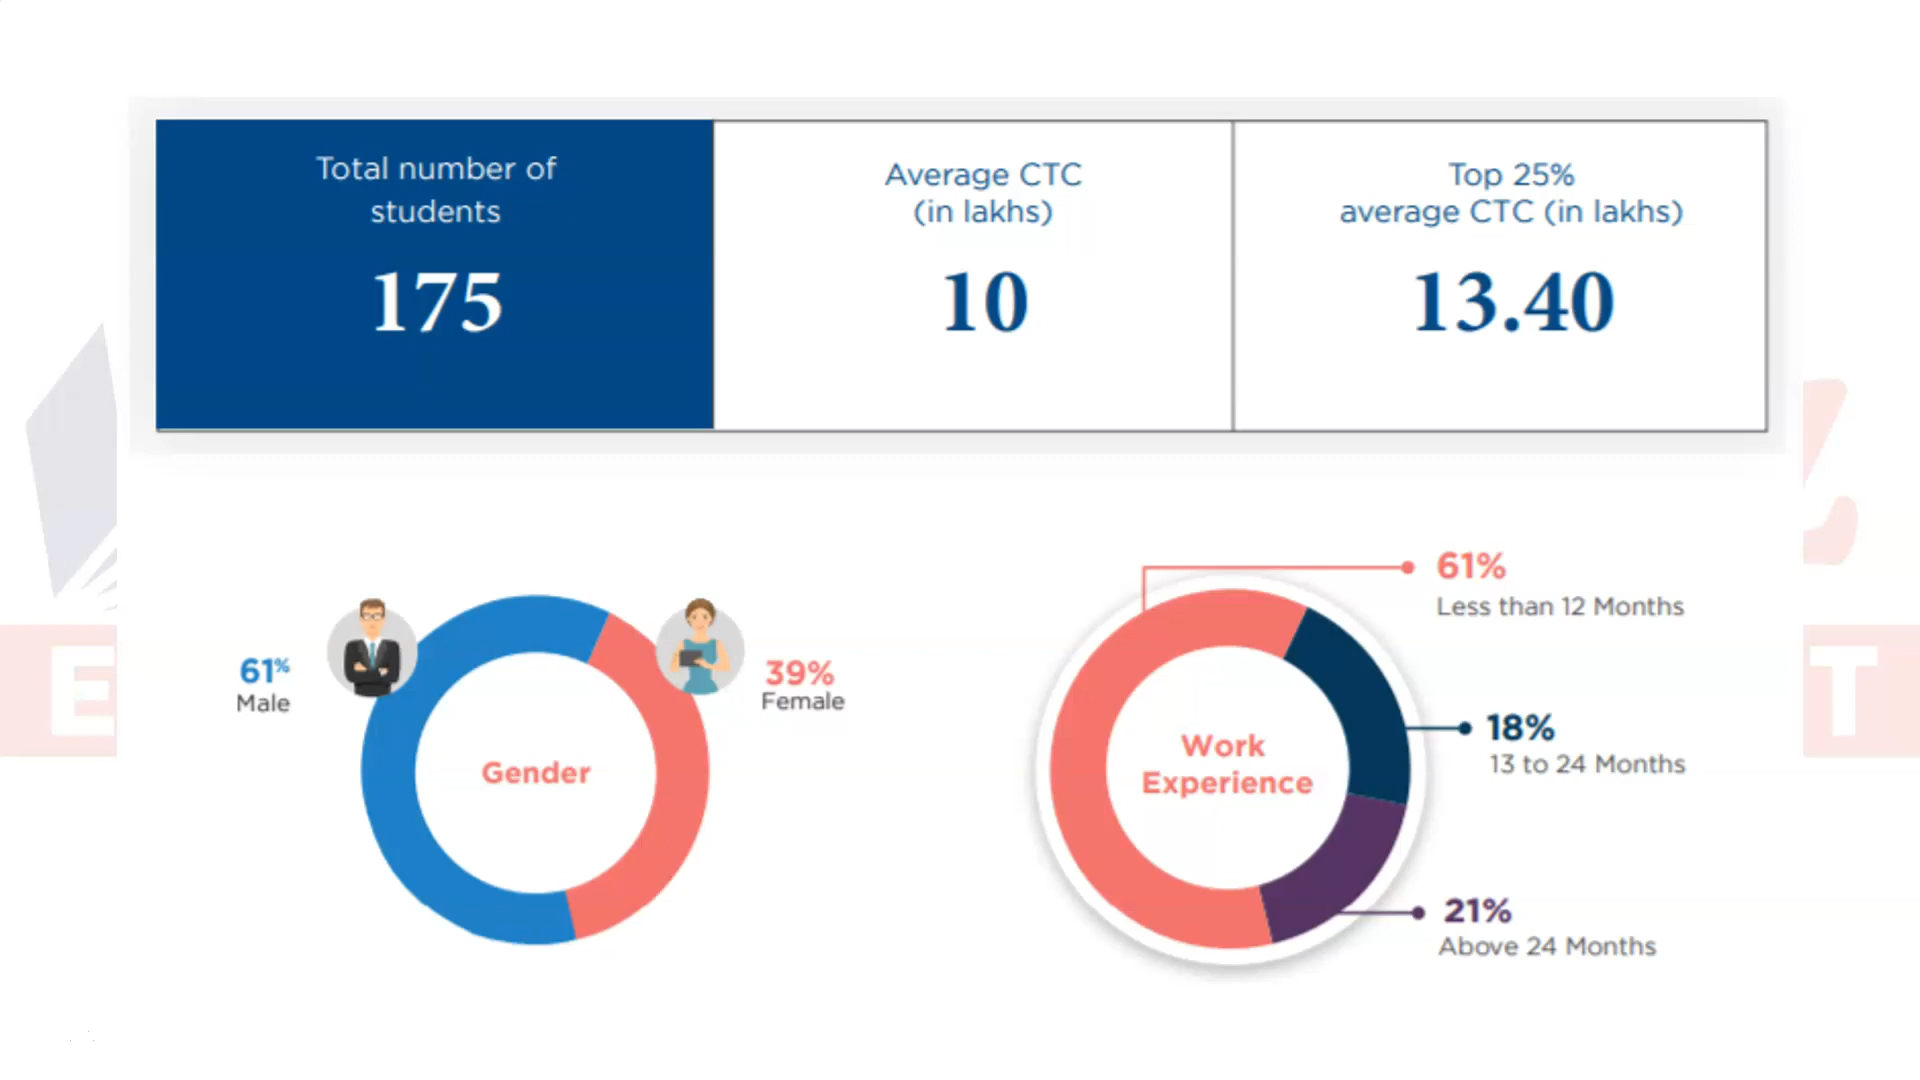 Total number of
students
175
Average CTC
(in lakhs)
10
Top 25%
average CTC (in lakhs)
13.40
61%
Male
39%
Female
Gender
Work
Experience
61%
Less than 12 Months
18%
13 to 24 Months
21%
Above 24 Months
E
T